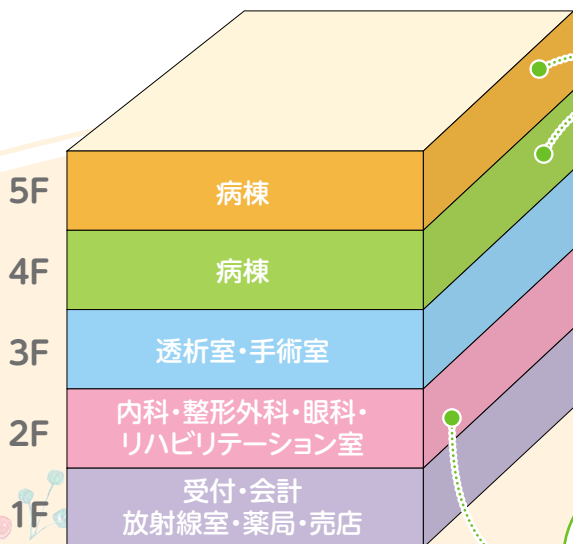 5F
病棟
4F
病棟
3F
透析室・手術室
2F
内科・整形外科・眼科・
リハビリテーション室
1F
受付・会計
放射線室・薬局・売店